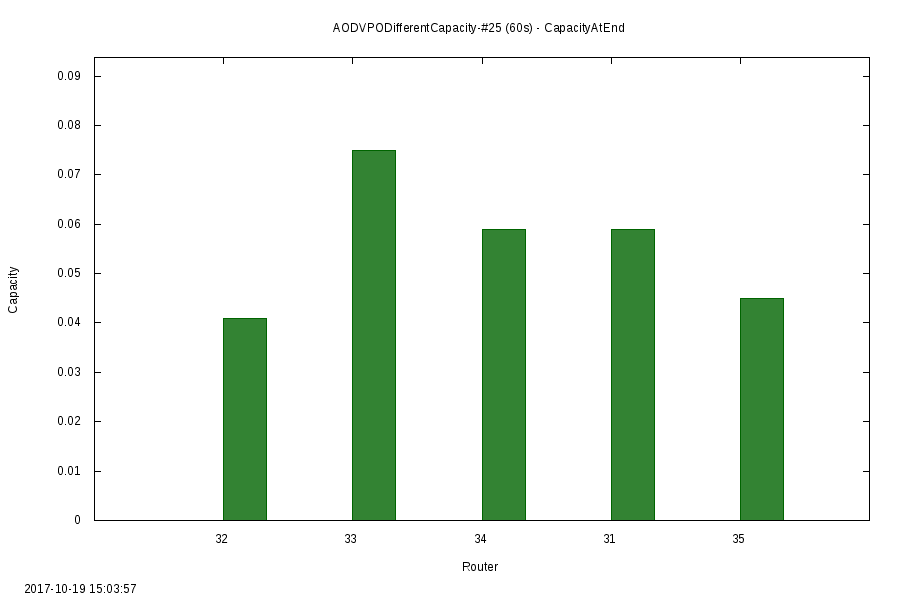 AODVPODifferentCapacity-#25 (60s) - CapacityAtEnd
0.09
0.08
0.07
0.06
0.05
0.04
0.03
0.02
0.01
0
Capacity
32 33 34 31 35
Router
2017-10-19 15:03:57